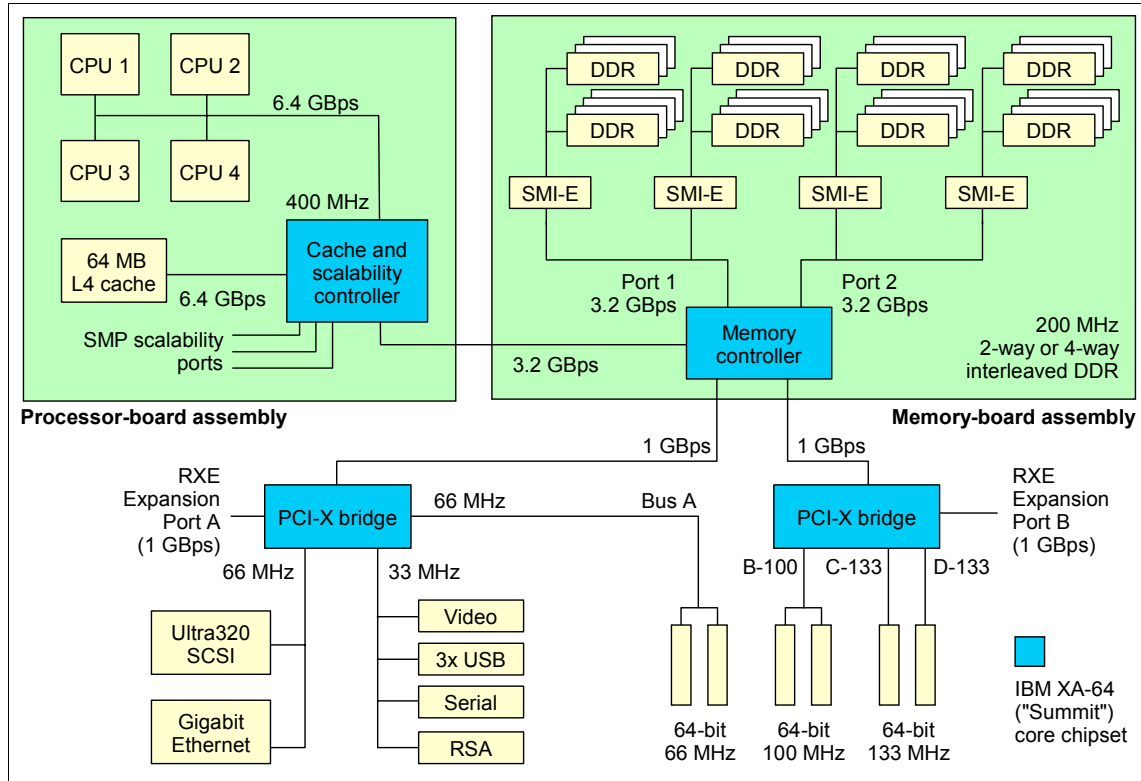 CPU 1
CPU 2
6.4 GBps
CPU 3
CPU 4
400 MHz
64 MB
L4 cache
6.4 GBps
Cache and
scalability
controller
SMP scalability
ports
3.2 GBps
Processor-board assembly
DDR
DDR
DDR
DDR
DDR
DDR
DDR
DDR
SMI-E
SMI-E
SMI-E
SMI-E
Port 1
3.2 GBps
Port 2
3.2 GBps
Memory
controller
200 MHz
2-way or 4-way
interleaved DDR
Memory-board assembly
1 GBps
1 GBps
RXE
Expansion
Port A
(1 GBps)
PCI-X bridge
66 MHz
Bus A
PCI-X bridge
RXE
Expansion
Port B
(1 GBps)
66 MHz
33 MHz
B-100
C-133
D-133
Ultra320
SCSI
Gigabit
Ethernet
Video
3x USB
Serial
RSA
64-bit
66 MHz
64-bit
100 MHz
64-bit
133 MHz
IBM XA-64
("Summit")
core chipset